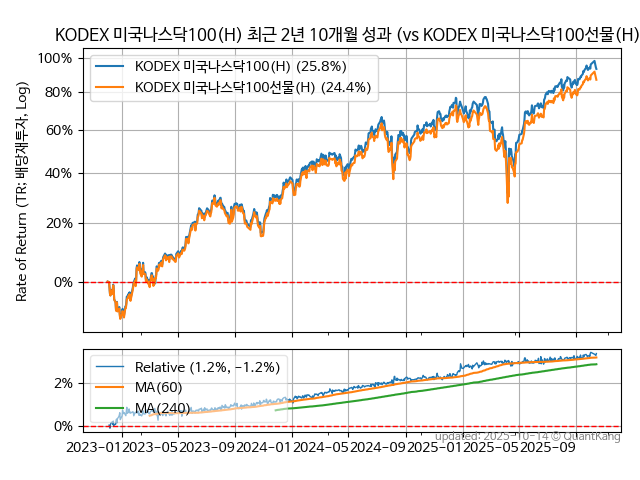 KODEX 미국나스닥100(H) 최근 2년 10개월 성과 (vs KODEX 미국나스닥100선물(H)
Rate of Return (TR: 배당재투자, Log)
100%
80%
60%
40%
20%
0%
KODEX 미국나스닥100(H) (25.8%)
KODEX 미국나스닥100선물(H) (24.4%)
2%
0%
Relative (1.2%, -1.2%)
MA(60)
MA(240)
2023-01 2023-05 2023-09 2024-01 2024-05 2024-09 2025-01 2025-05 2025-09
updated: 2025-10-14 © QuantKang